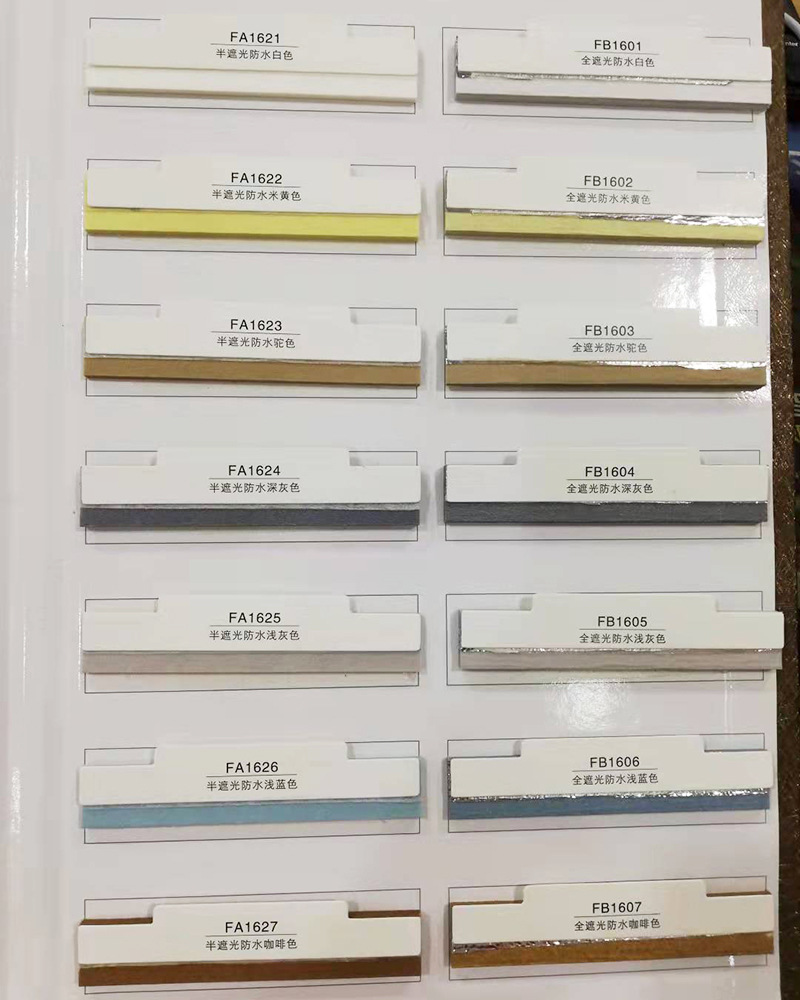 FA1621
半遮光防水白色
FB1601
全遮光防水白色
FA1622
半遮光防水米黄色
FB1602
全遮光防水米黄色
FA1623
半遮光防水驼色
FB1603
全遮光防水驼色
FA1624
半遮光防水深灰色
FB1604
全遮光防水深灰色
FA1625
半遮光防水浅灰色
FB1605
全遮光防水浅灰色
FA1626
半遮光防水浅蓝色
FB1606
全遮光防水浅蓝色
FA1627
半遮光防水咖啡色
FB1607
全遮光防水咖啡色